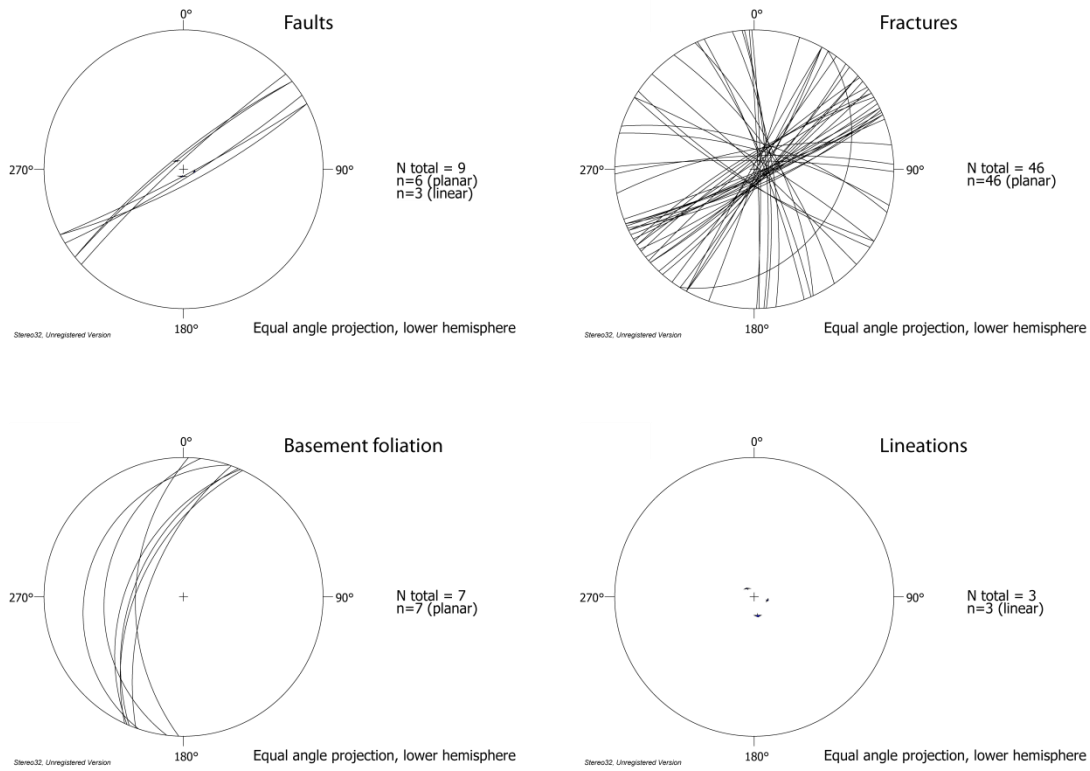 Faults
0°
270°
90°
180°
N total = 9
n=6 (planar)
n=3 (linear)
Stereo32, Unregistered Version
Equal angle projection, lower hemisphere
Fractures
0°
270°
90°
180°
N total = 46
n=46 (planar)
Stereo32, Unregistered Version
Equal angle projection, lower hemisphere
Basement foliation
0°
270°
90°
180°
N total = 7
n=7 (planar)
Stereo32, Unregistered Version
Equal angle projection, lower hemisphere
Lineations
0°
270°
90°
180°
N total = 3
n=3 (linear)
Stereo32, Unregistered Version
Equal angle projection, lower hemisphere